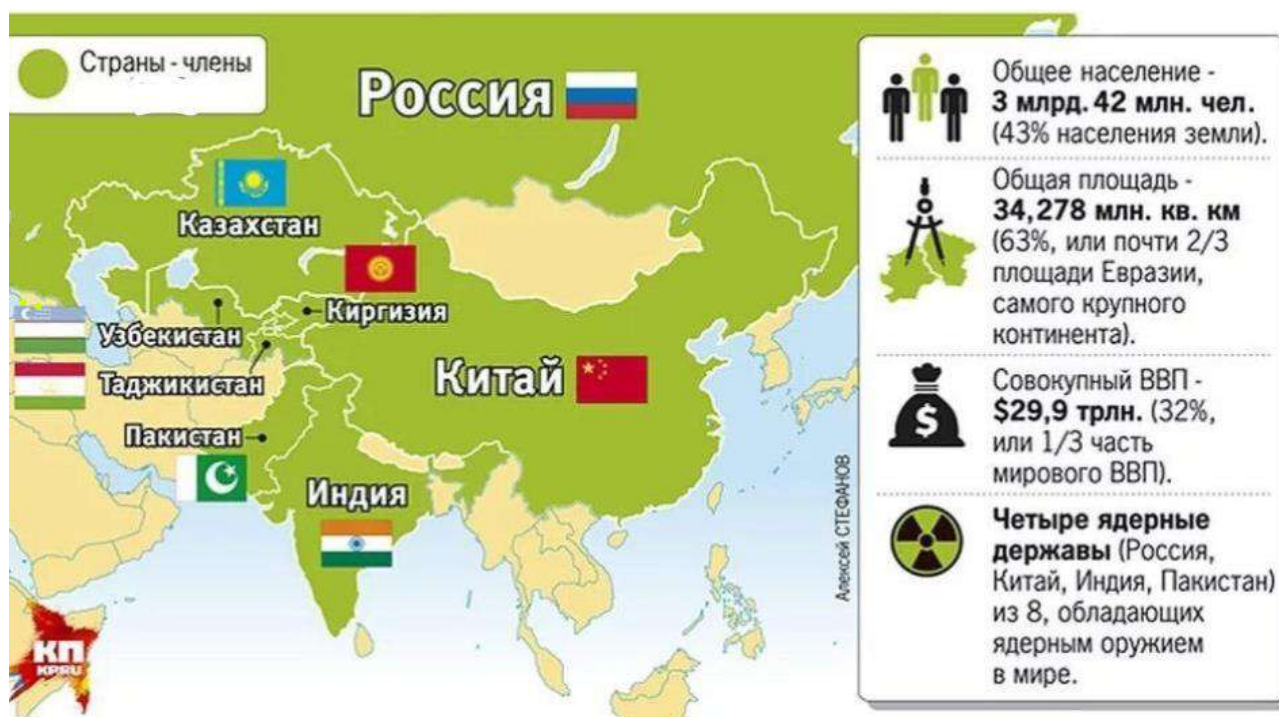 Страны - члены
Россия
Казахстан
Киргизия
Узбекистан
Таджикистан
Китай
Пакистан
Индия
КП
KP.RU
Алексей СТЕФАНОВ
Общее население -
3 млрд. 42 млн. чел.
(43% населения земли).
Общая площадь -
34,278 млн. кв. км
(63%, или почти 2/3
площади Евразии,
самого крупного
континента).
Совокупный ВВП -
$29,9 трлн. (32%,
или 1/3 часть
мирового ВВП).
Четыре ядерные
державы (Россия,
Китай, Индия, Пакистан)
из 8, обладающих
ядерным оружием
в мире.